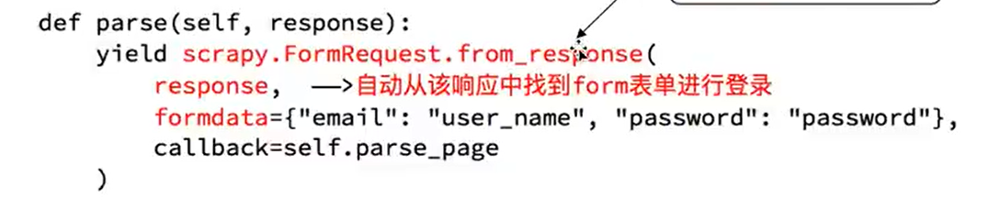 def parse(self, response):
yield scrapy.FormRequest.from_response(
response, ——>自动从该响应中找到form表单进行登录
formdata={"email": "user_name", "password": "password"},
callback=self.parse_page
)